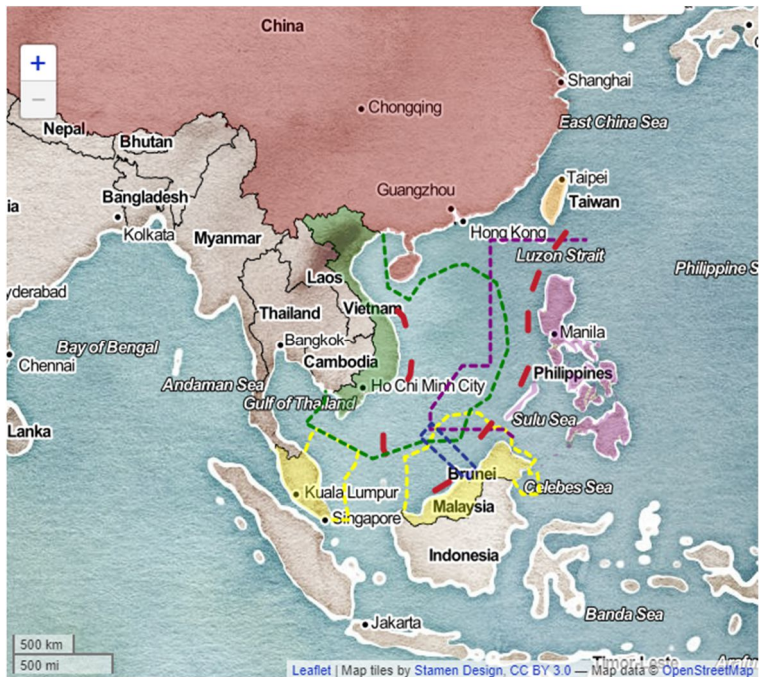 China
+
−
Shanghai
Chongqing
East China Sea
Nepal
Bhutan
Taipei
Guangzhou
Bangladesh
Taiwan
ia
Kolkata
Myanmar
Hong Kong
Luzon Strait
Philippine S
Laos
yderabad
Thailand
Vietnam
Manila
Bangkok
Bay of Bengal
Chennai
Cambodia
Philippines
Andaman Sea
Ho Chi Minh City
Gulf of Thailand
Sulu Sea
Lanka
Brunei
Celebes Sea
Kuala Lumpur
Malaysia
Singapore
Indonesia
Banda Sea
Jakarta
500 km
500 mi
Timor-Leste
Leaflet | Map tiles by Stamen Design, CC BY 3.0 — Map data © OpenStreetMap